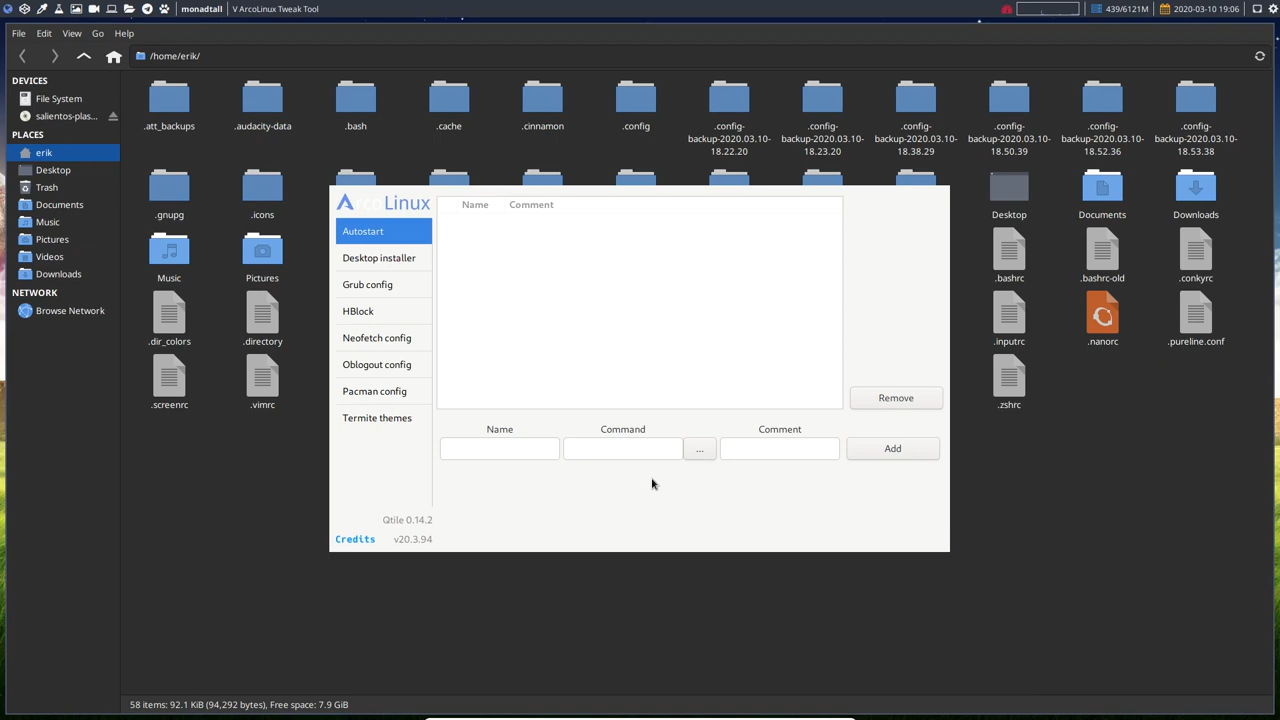 monadtall
V ArcoLinux Tweak Tool
439/6121M
2020-03-10 19:06
File
Edit
View
Go
Help
/home/erik/
DEVICES
File System
salientos-plas...
PLACES
erik
Desktop
Trash
Documents
Music
Pictures
Videos
Downloads
NETWORK
Browse Network
.att_backups
.audacity-data
.bash
.cache
.cinnamon
.config
.config-backup-2020.03.10-18.22.20
.config-backup-2020.03.10-18.23.20
.config-backup-2020.03.10-18.38.29
.config-backup-2020.03.10-18.50.39
.config-backup-2020.03.10-18.52.36
.config-backup-2020.03.10-18.53.38
.gnupg
.icons
Desktop
Documents
Downloads
Music
Pictures
.bashrc
.bashrc-old
.conkyrc
.dir_colors
.directory
.inputrc
.nanorc
.pureline.conf
.screenrc
.vimrc
.zshrc
ArcoLinux
Autostart
Desktop installer
Grub config
HBlock
Neofetch config
Oblogout config
Pacman config
Termite themes
Qtile 0.14.2
Credits
v20.3.94
Name
Comment
Remove
Name
Command
Comment
...
Add
58 items: 92.1 KiB (94,292 bytes), Free space: 7.9 GiB